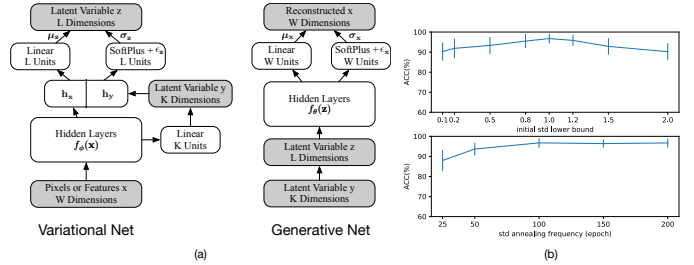 Latent Variable z
L Dimensions
μz
σz
Linear
L Units
SoftPlus + ϵz
L Units
hx
hy
Latent Variable y
K Dimensions
Hidden Layers
fϕ(x)
Linear
K Units
Pixels or Features x
W Dimensions
Variational Net
Reconstructed x
W Dimensions
μx
σx
Linear
W Units
SoftPlus + ϵx
W Units
Hidden Layers
fθ(z)
Latent Variable z
L Dimensions
Latent Variable y
K Dimensions
Generative Net
(a)
ACC(%)
100
90
80
70
60
0.1 0.2 0.5 0.8 1.0 1.2 1.5 2.0
initial std lower bound
ACC(%)
100
90
80
70
60
25 50 100 150 200
std annealing frequency (epoch)
(b)